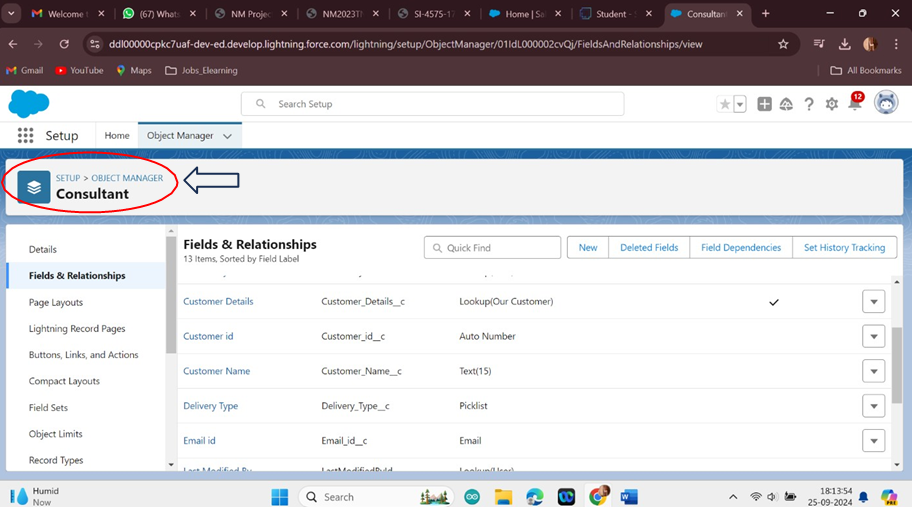 Welcome t
(67) Whats
NM Projec
NM2023TM
SI-4575-17
Home | Sa
Student - S
Consultant
ddl00000cpkc7uaf-dev-ed.develop.lightning.force.com/lightning/setup/ObjectManager/01IdL000002cvQj/FieldsAndRelationships/view
Gmail YouTube Maps Jobs_Elearning All Bookmarks
Search Setup
12
Setup Home Object Manager
SETUP > OBJECT MANAGER
Consultant
Details
Fields & Relationships
Page Layouts
Lightning Record Pages
Buttons, Links, and Actions
Compact Layouts
Field Sets
Object Limits
Record Types
Fields & Relationships
13 Items, Sorted by Field Label
Quick Find
New Deleted Fields Field Dependencies Set History Tracking
Customer Details Customer_Details__c Lookup(Our Customer)
Customer id Customer_id__c Auto Number
Customer Name Customer_Name__c Text(15)
Delivery Type Delivery_Type__c Picklist
Email id Email_id__c Email
Last Modified By LastModifiedById Lookup(User)
Humid
Now
Search
18:13:54
25-09-2024
PRE